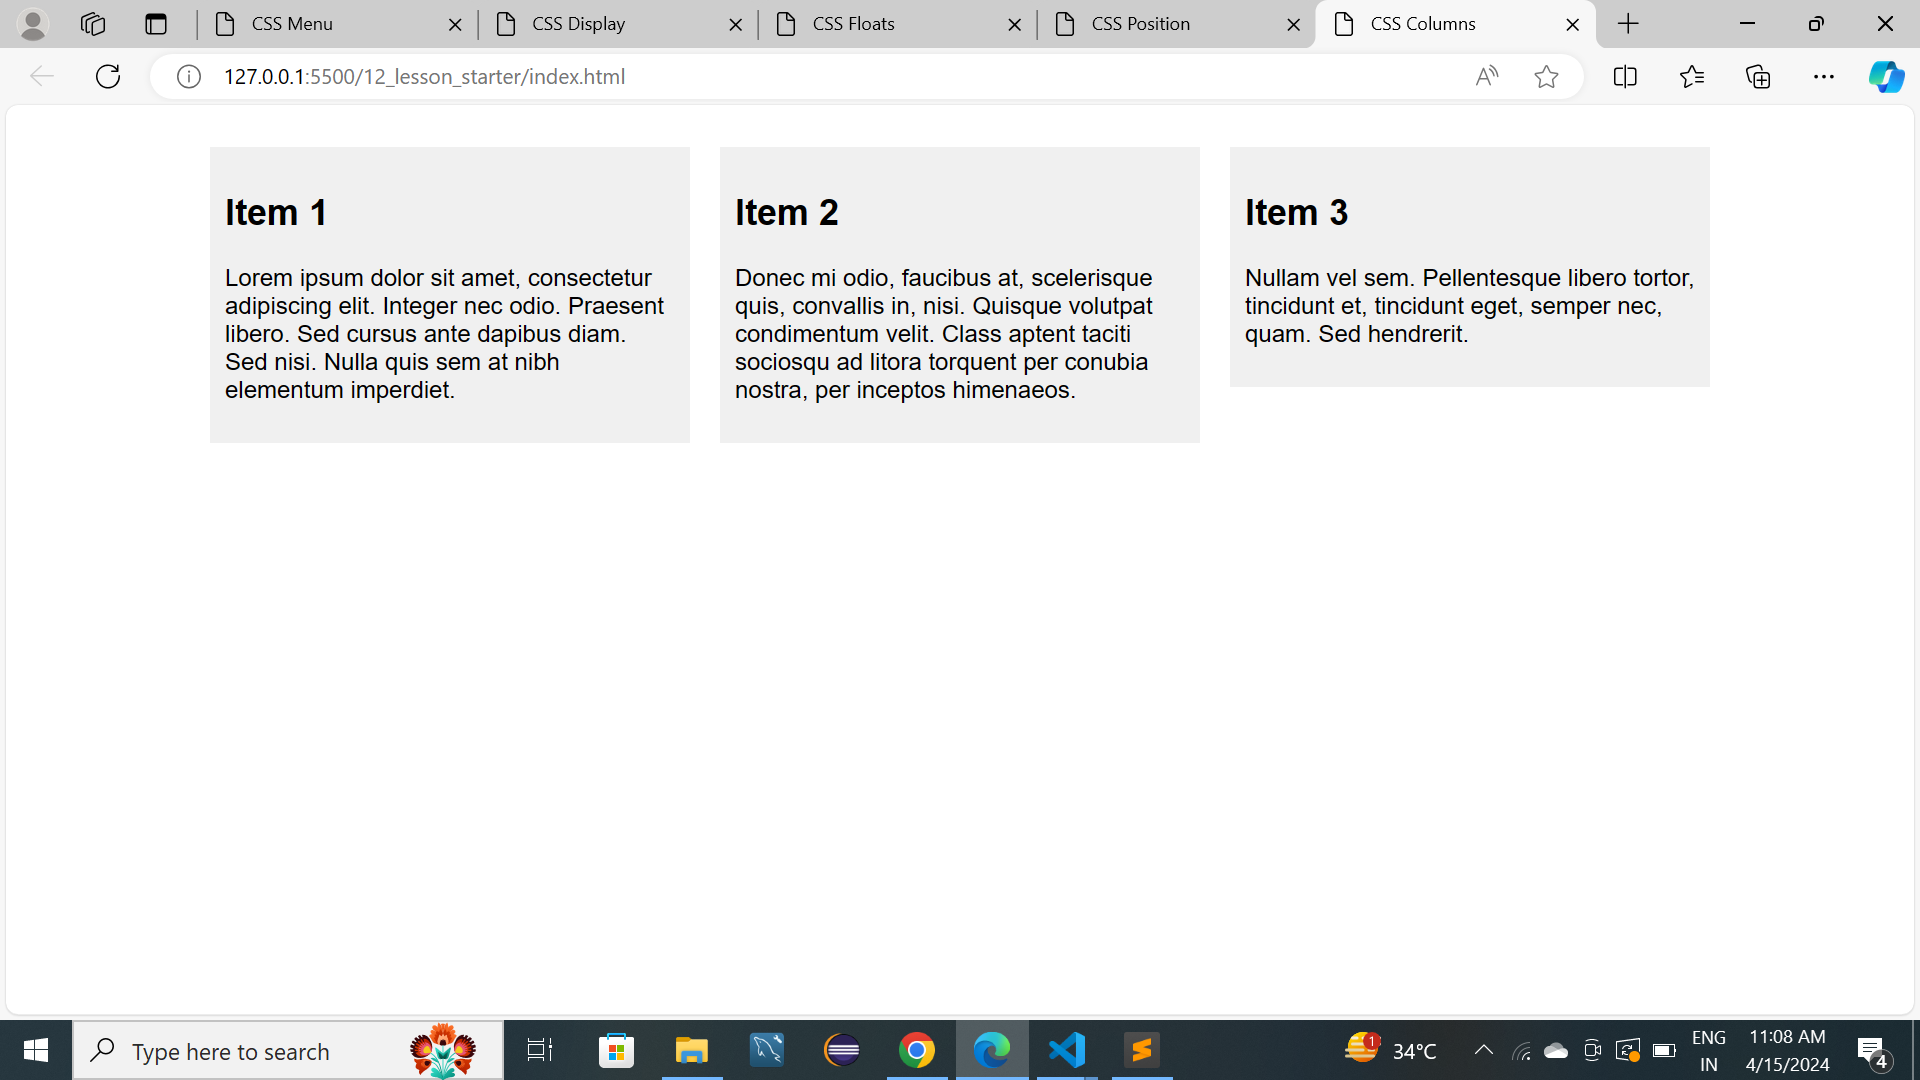 CSS Menu
CSS Display
CSS Floats
CSS Position
CSS Columns
127.0.0.1:5500/12_lesson_starter/index.html
Item 1
Lorem ipsum dolor sit amet, consectetur
adipiscing elit. Integer nec odio. Praesent
libero. Sed cursus ante dapibus diam.
Sed nisi. Nulla quis sem at nibh
elementum imperdiet.
Item 2
Donec mi odio, faucibus at, scelerisque
quis, convallis in, nisi. Quisque volutpat
condimentum velit. Class aptent taciti
sociosqu ad litora torquent per conubia
nostra, per inceptos himenaeos.
Item 3
Nullam vel sem. Pellentesque libero tortor,
tincidunt et, tincidunt eget, semper nec,
quam. Sed hendrerit.
Type here to search
1
34°C
ENG
IN
11:08 AM
4/15/2024
4